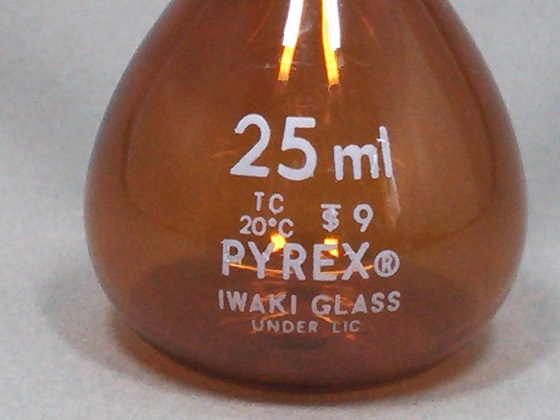 25 ml
TC
20°C $ 9
PYREX®
IWAKI GLASS
UNDER LIC